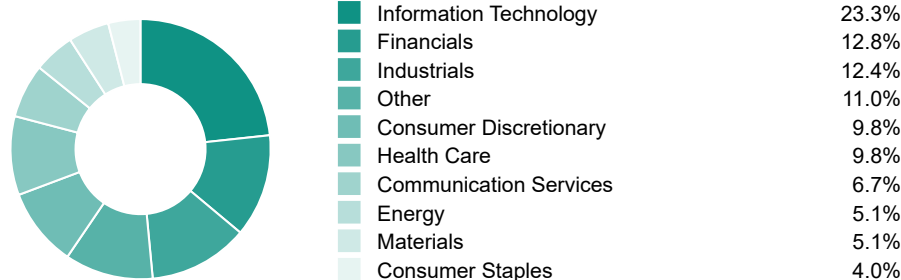 Information Technology 23.3%
Financials 12.8%
Industrials 12.4%
Other 11.0%
Consumer Discretionary 9.8%
Health Care 9.8%
Communication Services 6.7%
Energy 5.1%
Materials 5.1%
Consumer Staples 4.0%